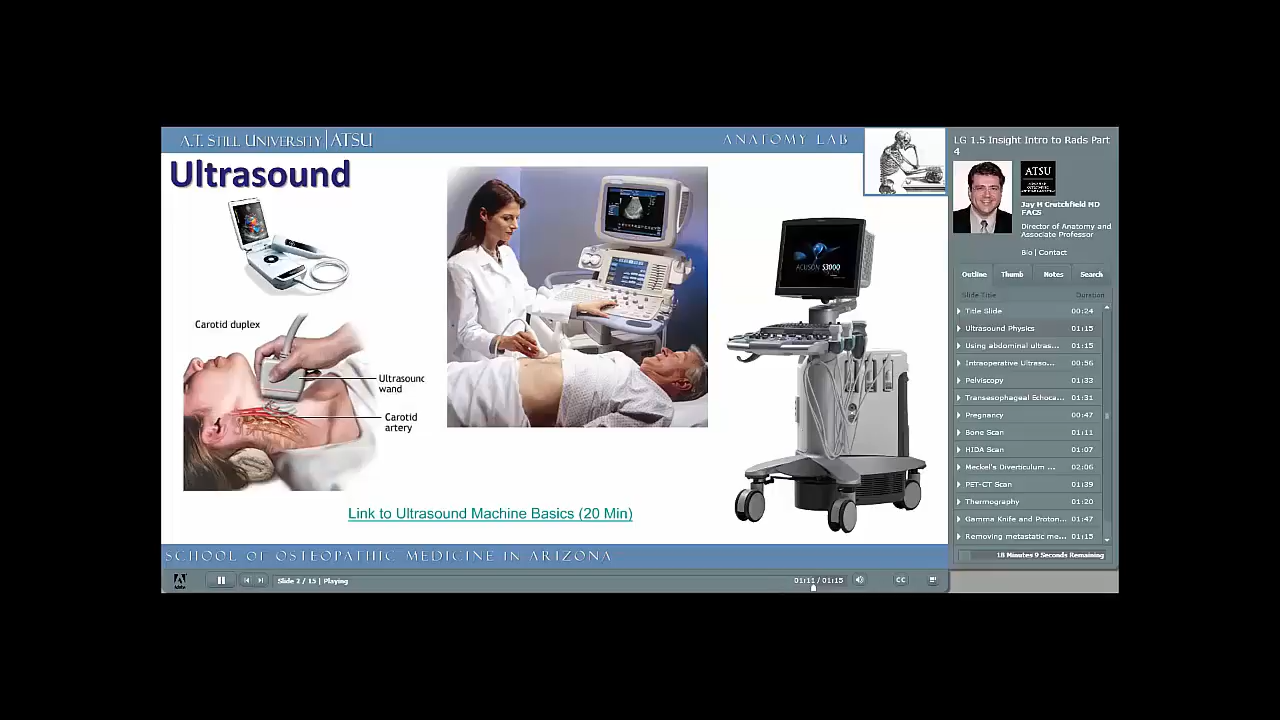 A.T. STILL UNIVERSITY | ATSU
ANATOMY LAB
Ultrasound
ACUSON S3000
Carotid duplex
Ultrasounc
wand
Carotid
artery
Link to Ultrasound Machine Basics (20 Min)
SCHOOL OF OSTEOPATHIC MEDICINE IN ARIZONA
Slide 2 / 15 | Playing
01:11 / 01:15
CC
LG 1.5 Insight Intro to Rads Part
4
ATSU
Jay M Crutchfield MD
FACS
Director of Anatomy and
Associate Professor
Bio | Contact
Outline Thumb Notes Search
Slide Title Duration
Title Slide 00:24
Ultrasound Physics 01:15
Using abdominal ultras... 01:15
Intraoperative Ultraso... 00:56
Pelviscopy 01:33
Transesophageal Echoca... 01:31
Pregnancy 00:47
Bone Scan 01:11
HIDA Scan 01:07
Meckel's Diverticulum ... 02:06
PET-CT Scan 01:39
Thermography 01:20
Gamma Knife and Proton... 01:47
Removing metastatic me... 01:15
18 Minutes 9 Seconds Remaining